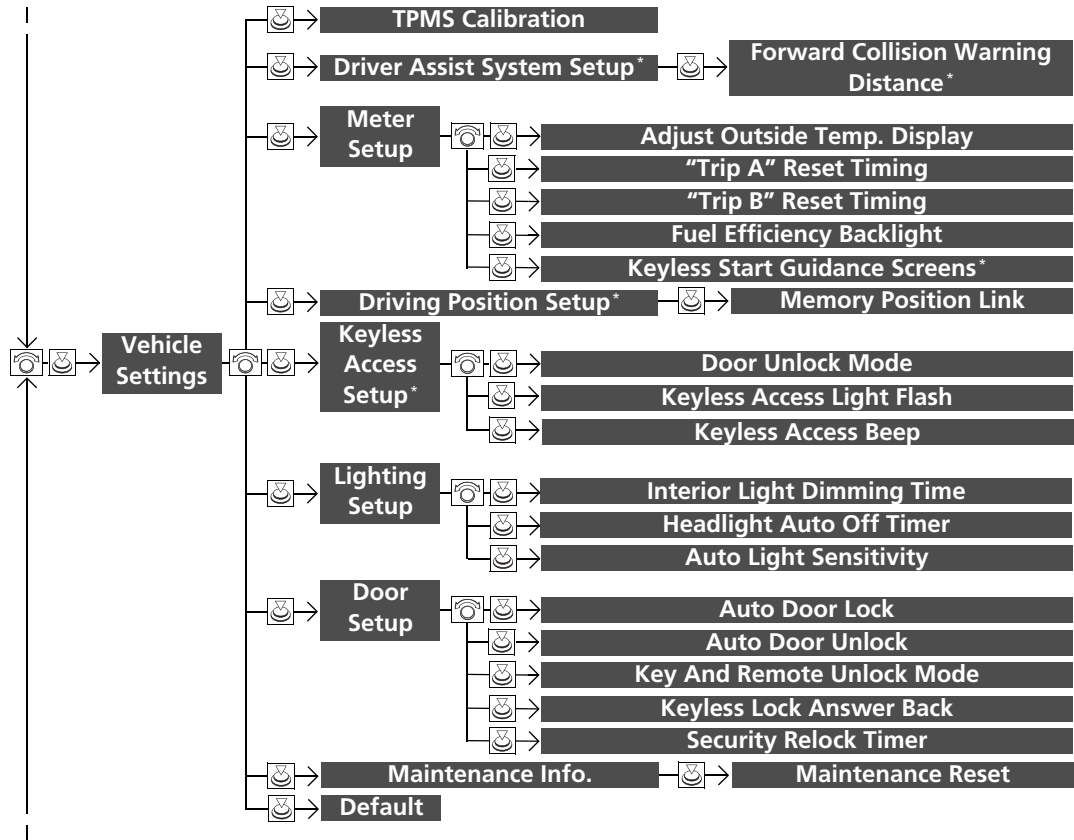 TPMS Calibration
Driver Assist System Setup*
Forward Collision Warning
Distance*
Meter
Setup
Adjust Outside Temp. Display
“Trip A” Reset Timing
“Trip B” Reset Timing
Fuel Efficiency Backlight
Keyless Start Guidance Screens*
Driving Position Setup*
Memory Position Link
Vehicle
Settings
Keyless
Access
Setup*
Door Unlock Mode
Keyless Access Light Flash
Keyless Access Beep
Lighting
Setup
Interior Light Dimming Time
Headlight Auto Off Timer
Auto Light Sensitivity
Door
Setup
Auto Door Lock
Auto Door Unlock
Key And Remote Unlock Mode
Keyless Lock Answer Back
Security Relock Timer
Maintenance Info.
Maintenance Reset
Default